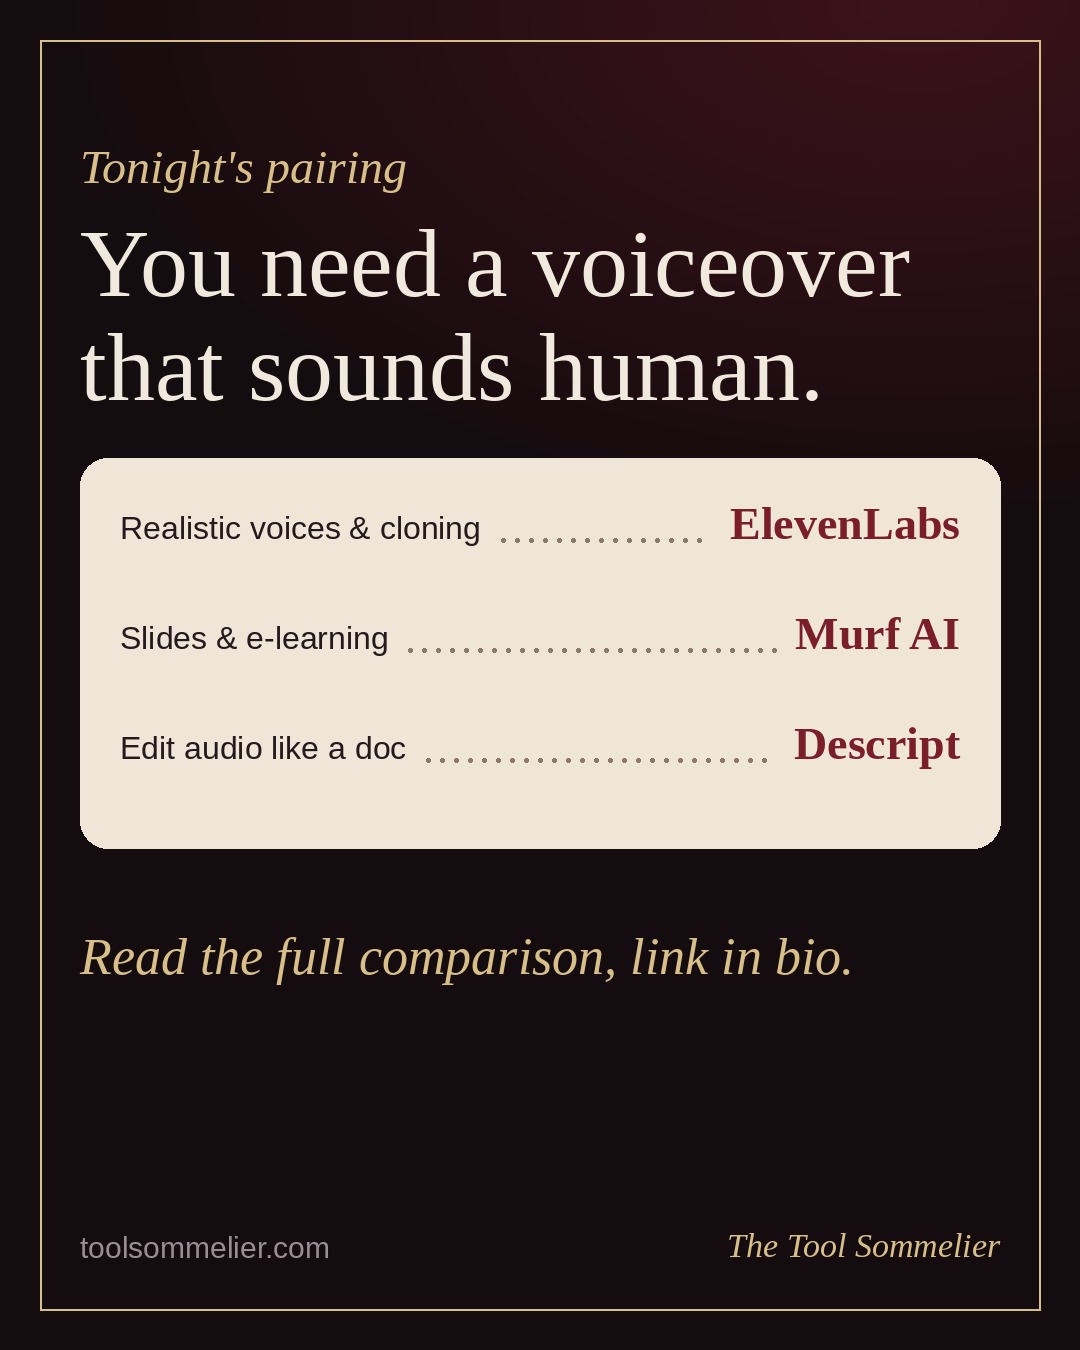 Tonight's pairing
You need a voiceover
that sounds human.
Realistic voices & cloning ............... ElevenLabs
Slides & e-learning ........................... Murf AI
Edit audio like a doc ......................... Descript
Read the full comparison, link in bio.
toolsommelier.com
The Tool Sommelier